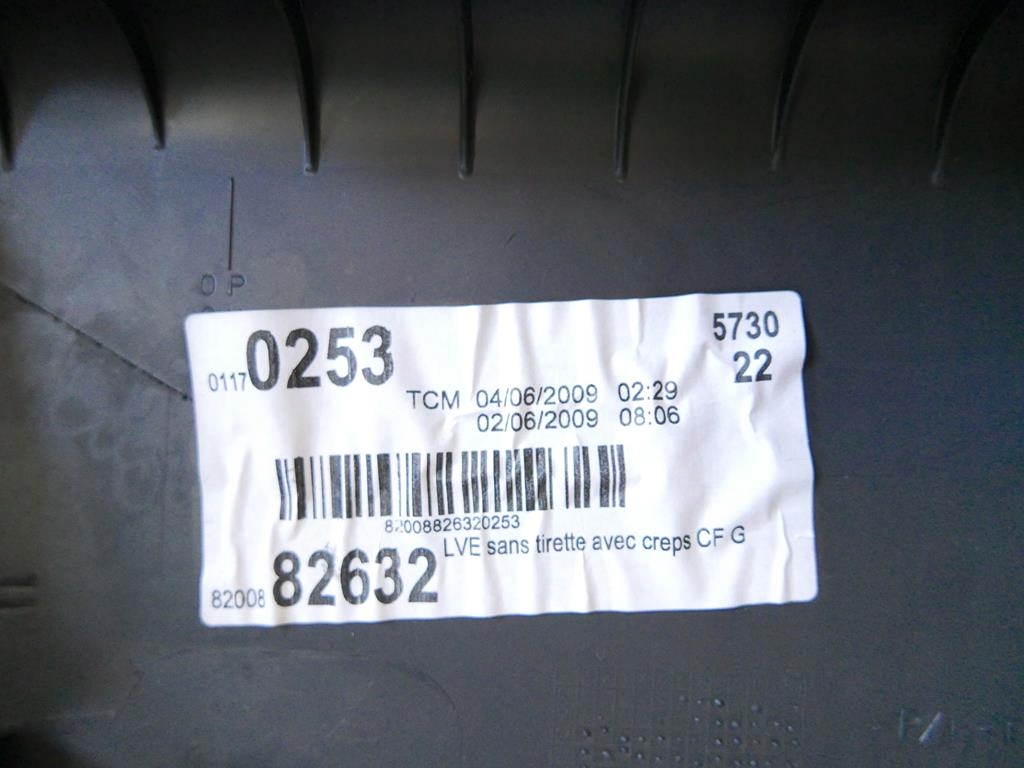 O P
0117 0253
5730
22
TCM 04/06/2009 02:29
02/06/2009 08:06
82008826320253
LVE sans tirette avec creps CF G
82008 82632